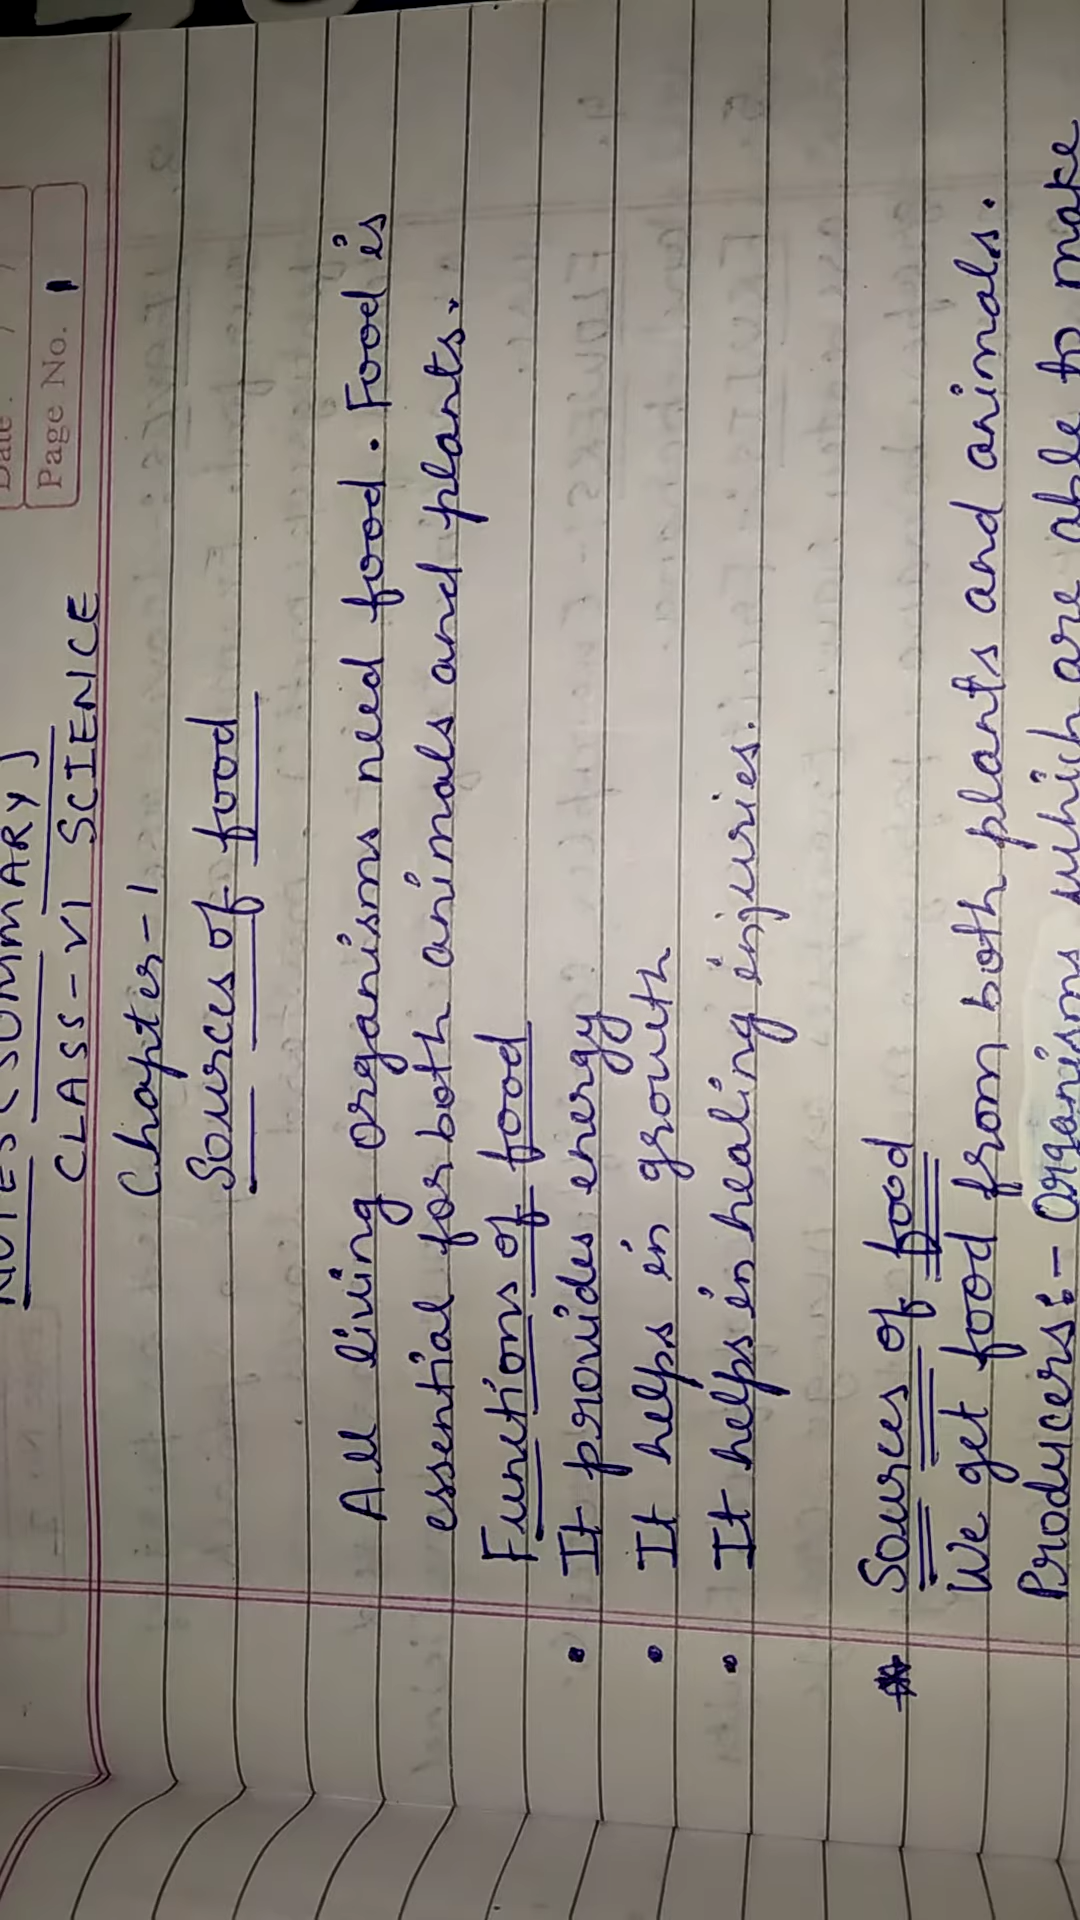 Date :
Page No. 1
NOTES (SUMMARY)
CLASS-VI SCIENCE
Chapter-1
Sources of food
All living organisms need food. Food is
essential for both animals and plants.
Functions of food
• It provides energy
• It helps in growth
• It helps in healing injuries.
* Sources of food
We get food from both plants and animals.
Producers:- Organisms which are able to make